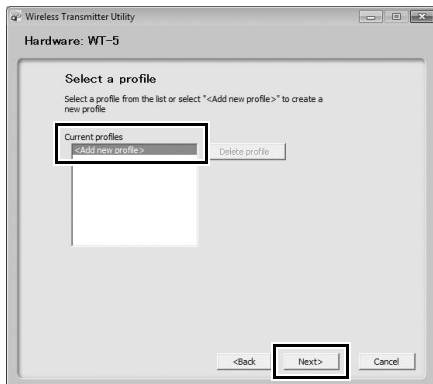 Wireless Transmitter Utility
Hardware: WT-5
Select a profile
Select a profile from the list or select "<Add new profile>" to create a
new profile
Current profiles
<Add new profile>
Delete profile
<Back
Next>
Cancel